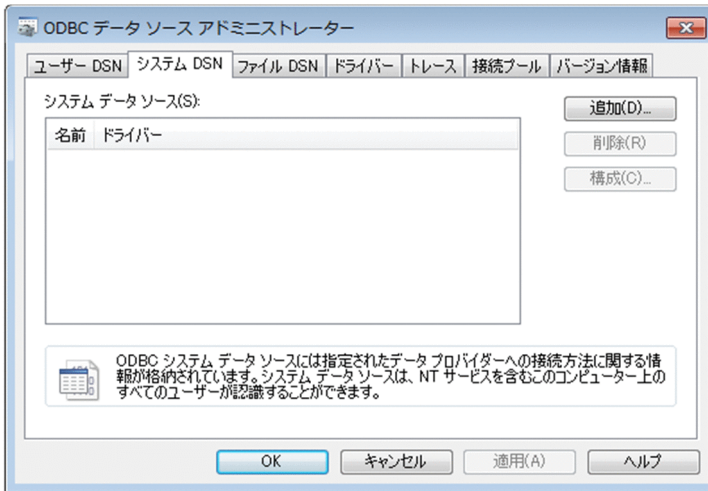 ODBC データ ソース アドミニストレーター
ユーザー DSN システム DSN ファイル DSN ドライバー トレース 接続プール バージョン情報
システム データ ソース(S):
追加(D)...
名前 ドライバー
削除(R)
構成(C)...
ODBC システム データ ソースには指定されたデータ プロバイダーへの接続方法に関する情
報が格納されています。システム データ ソースは、NT サービスを含むこのコンピューター上の
すべてのユーザーが認識することができます。
OK キャンセル 適用(A) ヘルプ